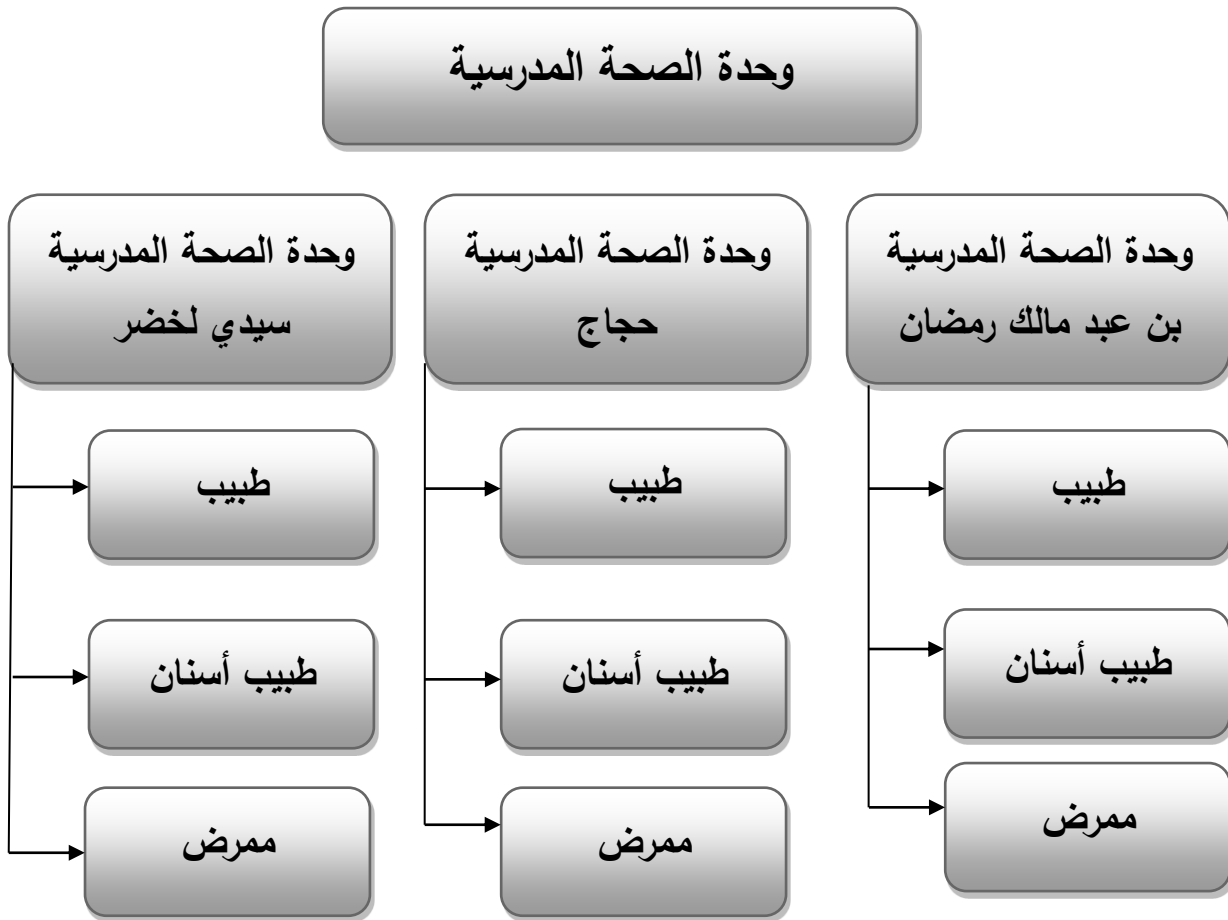 وحدة الصحة المدرسية
وحدة الصحة المدرسية
بن عبد مالك رمضان
وحدة الصحة المدرسية
حجاج
وحدة الصحة المدرسية
سيدي لخضر
طبيب
طبيب
طبيب
طبيب أسنان
طبيب أسنان
طبيب أسنان
ممرض
ممرض
ممرض